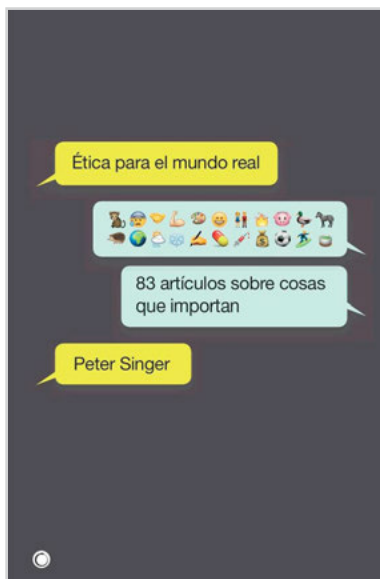 Ética para el mundo real
83 artículos sobre cosas
que importan
Peter Singer